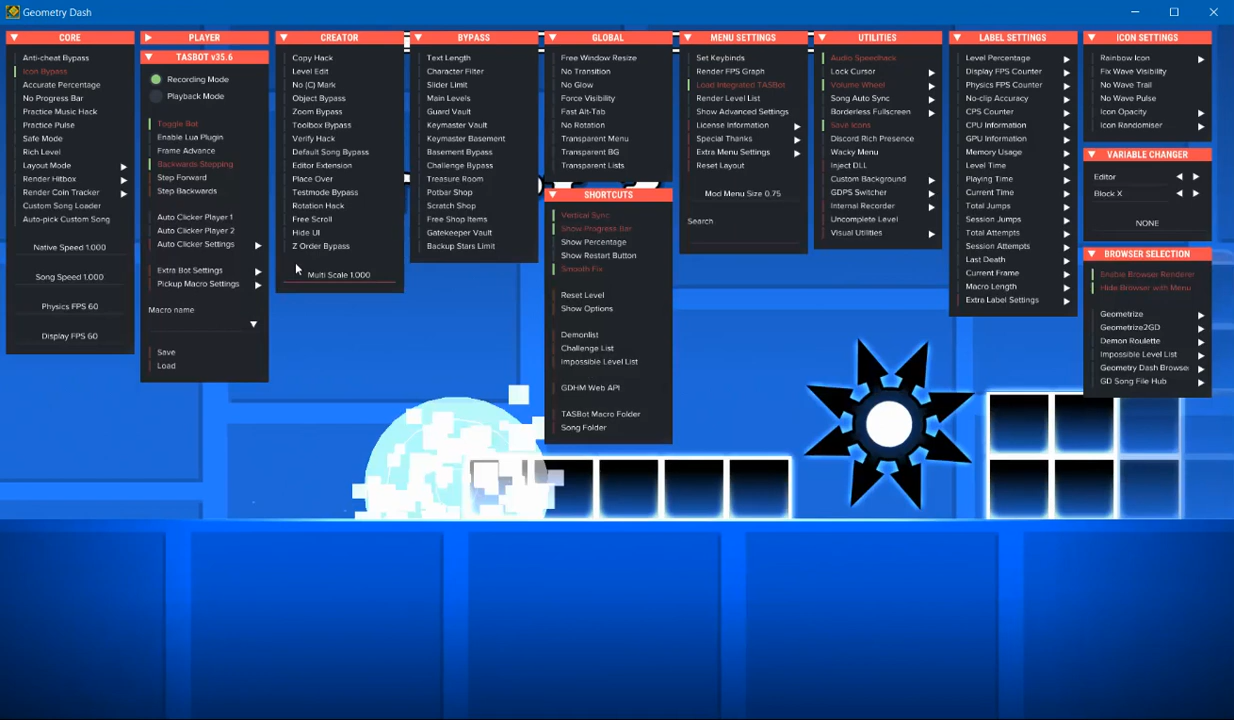 Geometry Dash
CORE
Anti-cheat Bypass
Icon Bypass
Accurate Percentage
No Progress Bar
Practice Music Hack
Practice Pulse
Safe Mode
Rich Level
Layout Mode
Render Hitbox
Render Coin Tracker
Custom Song Loader
Auto-pick Custom Song
Native Speed 1.000
Song Speed 1.000
Physics FPS 60
Display FPS 60
PLAYER
TASBOT v35.6
Recording Mode
Playback Mode
Toggle Bot
Enable Lua Plugin
Frame Advance
Backwards Stepping
Step Forward
Step Backwards
Auto Clicker Player 1
Auto Clicker Player 2
Auto Clicker Settings
Extra Bot Settings
Pickup Macro Settings
Macro name
Save
Load
CREATOR
Copy Hack
Level Edit
No (C) Mark
Object Bypass
Zoom Bypass
Toolbox Bypass
Verify Hack
Default Song Bypass
Editor Extension
Place Over
Testmode Bypass
Rotation Hack
Free Scroll
Hide UI
Z Order Bypass
Multi Scale 1.000
BYPASS
Text Length
Character Filter
Slider Limit
Main Levels
Guard Vault
Keymaster Vault
Keymaster Basement
Basement Bypass
Challenge Bypass
Treasure Room
Potbar Shop
Scratch Shop
Free Shop Items
Gatekeeper Vault
Backup Stars Limit
GLOBAL
Free Window Resize
No Transition
No Glow
Force Visibility
Fast Alt-Tab
No Rotation
Transparent Menu
Transparent BG
Transparent Lists
SHORTCUTS
Vertical Sync
Show Progress Bar
Show Percentage
Show Restart Button
Smooth Fix
Reset Level
Show Options
Demonlist
Challenge List
Impossible Level List
GDHM Web API
TASBot Macro Folder
Song Folder
MENU SETTINGS
Set Keybinds
Render FPS Graph
Load Integrated TASBot
Render Level List
Show Advanced Settings
License Information
Special Thanks
Extra Menu Settings
Reset Layout
Mod Menu Size 0.75
Search
UTILITIES
Audio Speedhack
Lock Cursor
Volume Wheel
Song Auto Sync
Borderless Fullscreen
Save Icons
Discord Rich Presence
Wacky Menu
Inject DLL
Custom Background
GDPS Switcher
Internal Recorder
Uncomplete Level
Visual Utilities
LABEL SETTINGS
Level Percentage
Display FPS Counter
Physics FPS Counter
No-clip Accuracy
CPS Counter
CPU Information
GPU Information
Memory Usage
Level Time
Playing Time
Current Time
Total Jumps
Session Jumps
Total Attempts
Session Attempts
Last Death
Current Frame
Macro Length
Extra Label Settings
ICON SETTINGS
Rainbow Icon
Fix Wave Visibility
No Wave Trail
No Wave Pulse
Icon Opacity
Icon Randomiser
VARIABLE CHANGER
Editor
Block X
NONE
BROWSER SELECTION
Enable Browser Renderer
Hide Browser with Menu
Geometrize
Geometrize2GD
Demon Roulette
Impossible Level List
Geometry Dash Browse
GD Song File Hub